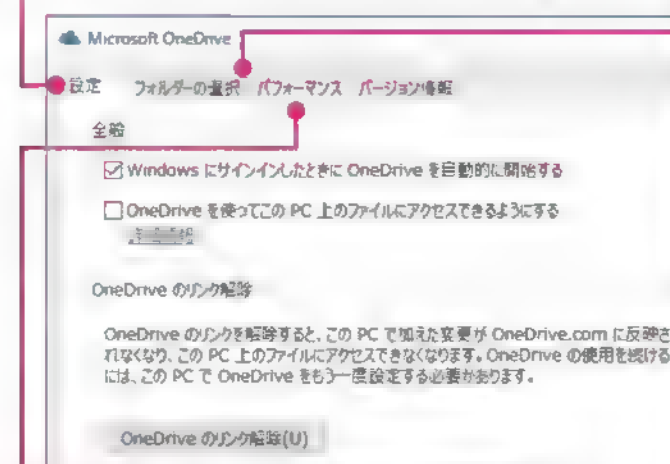 Microsoft OneDrive
設定 フォルダーの選択 パフォーマンス バージョン情報
全般
Windows にサインインしたときに OneDrive を自動的に開始する
OneDrive を使ってこの PC 上のファイルにアクセスできるようにする
OneDrive のリンク解除
OneDrive のリンクを解除すると、この PC で加えた変更が OneDrive.com に反映さ
れなくなり、この PC 上のファイルにアクセスできなくなります。OneDrive の使用を続ける
には、この PC で OneDrive をもう一度設定する必要があります。
OneDrive のリンク解除(U)